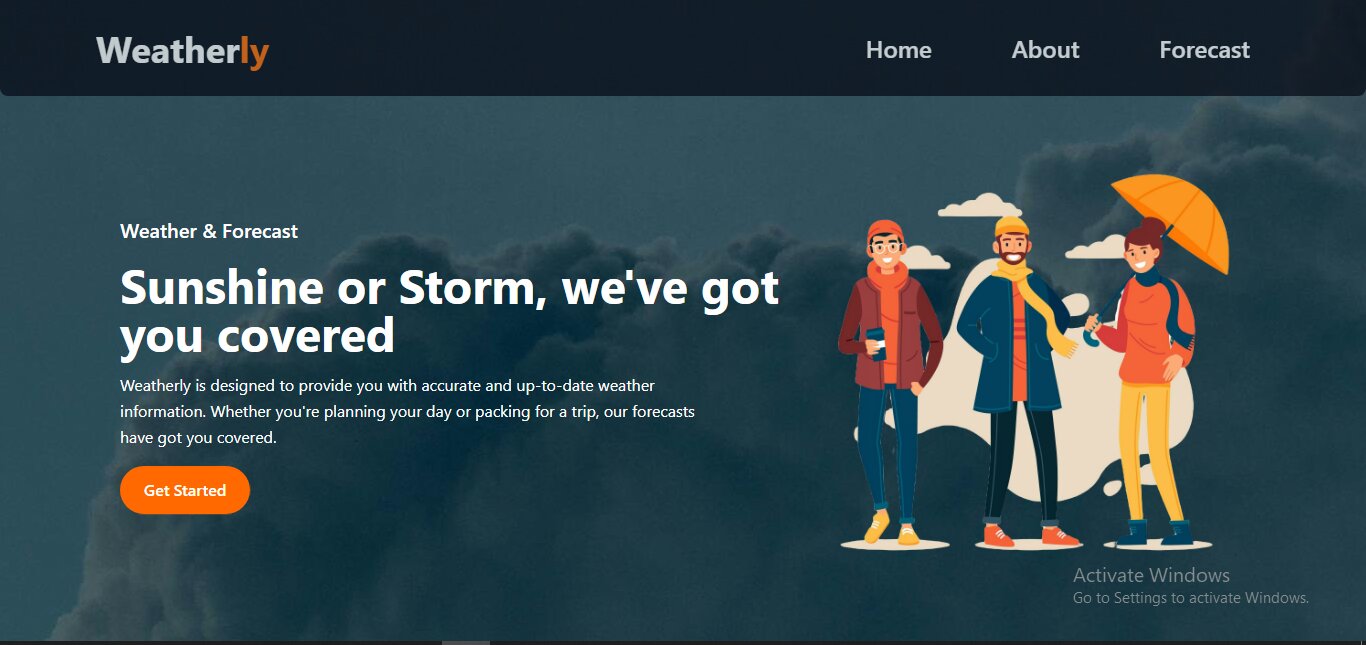 Weatherly
Home About Forecast
Weather & Forecast
Sunshine or Storm, we've got
you covered
Weatherly is designed to provide you with accurate and up-to-date weather
information. Whether you're planning your day or packing for a trip, our forecasts
have got you covered.
Get Started
Activate Windows
Go to Settings to activate Windows.